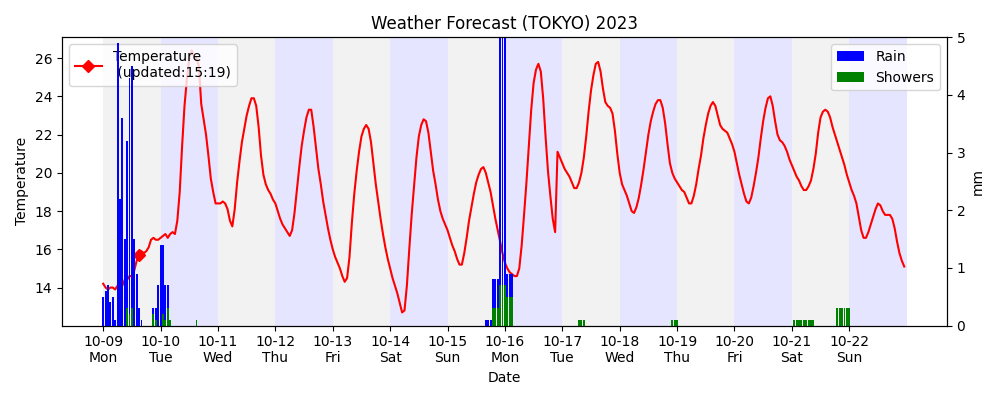 Weather Forecast (TOKYO) 2023
Temperature
(updated:15:19)
Rain
Showers
Temperature
26
24
22
20
18
16
14
5
4
3
2
1
0
mm
10-09 10-10 10-11 10-12 10-13 10-14 10-15 10-16 10-17 10-18 10-19 10-20 10-21 10-22
Mon Tue Wed Thu Fri Sat Sun Mon Tue Wed Thu Fri Sat Sun
Date